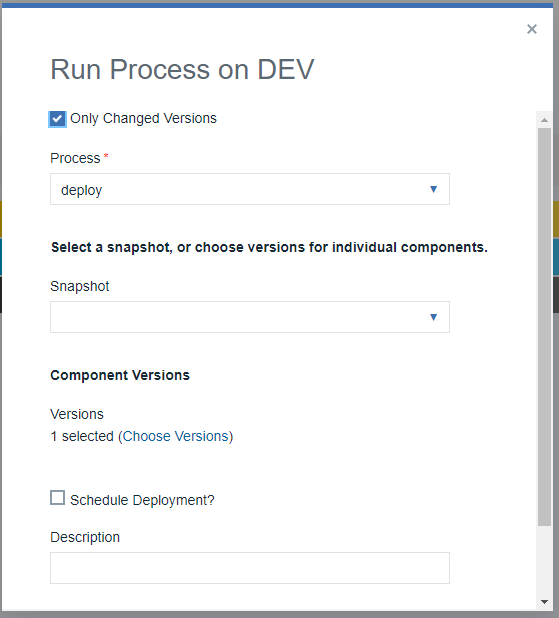 Run Process on DEV
Only Changed Versions
Process *
deploy
Select a snapshot, or choose versions for individual components.
Snapshot
Component Versions
Versions
1 selected (Choose Versions)
Schedule Deployment?
Description